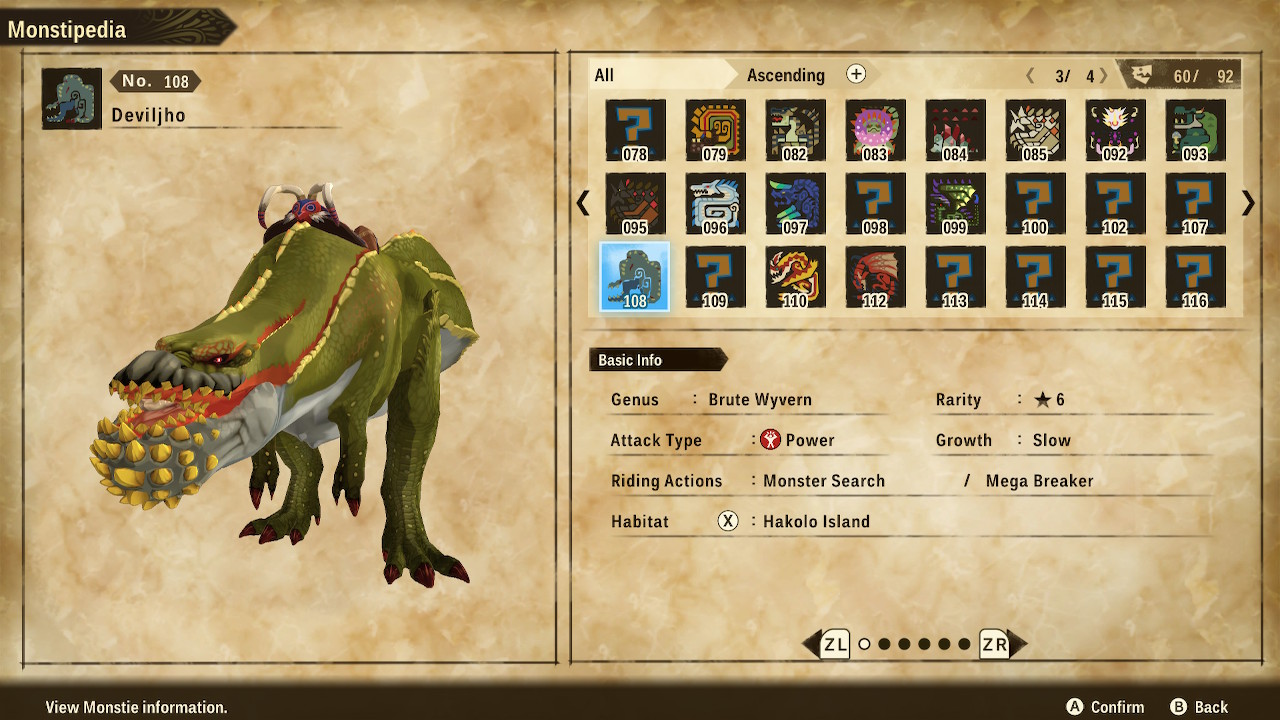 Monstipedia
No. 108
Deviljho
All Ascending + 3/ 4 60/ 92
078 079 082 083 084 085 092 093
095 096 097 098 099 100 102 107
108 109 110 112 113 114 115 116
Basic Info
Genus : Brute Wyvern Rarity : ★ 6
Attack Type : Power Growth : Slow
Riding Actions : Monster Search / Mega Breaker
Habitat X : Hakolo Island
ZL ZR
View Monstie information. A Confirm B Back